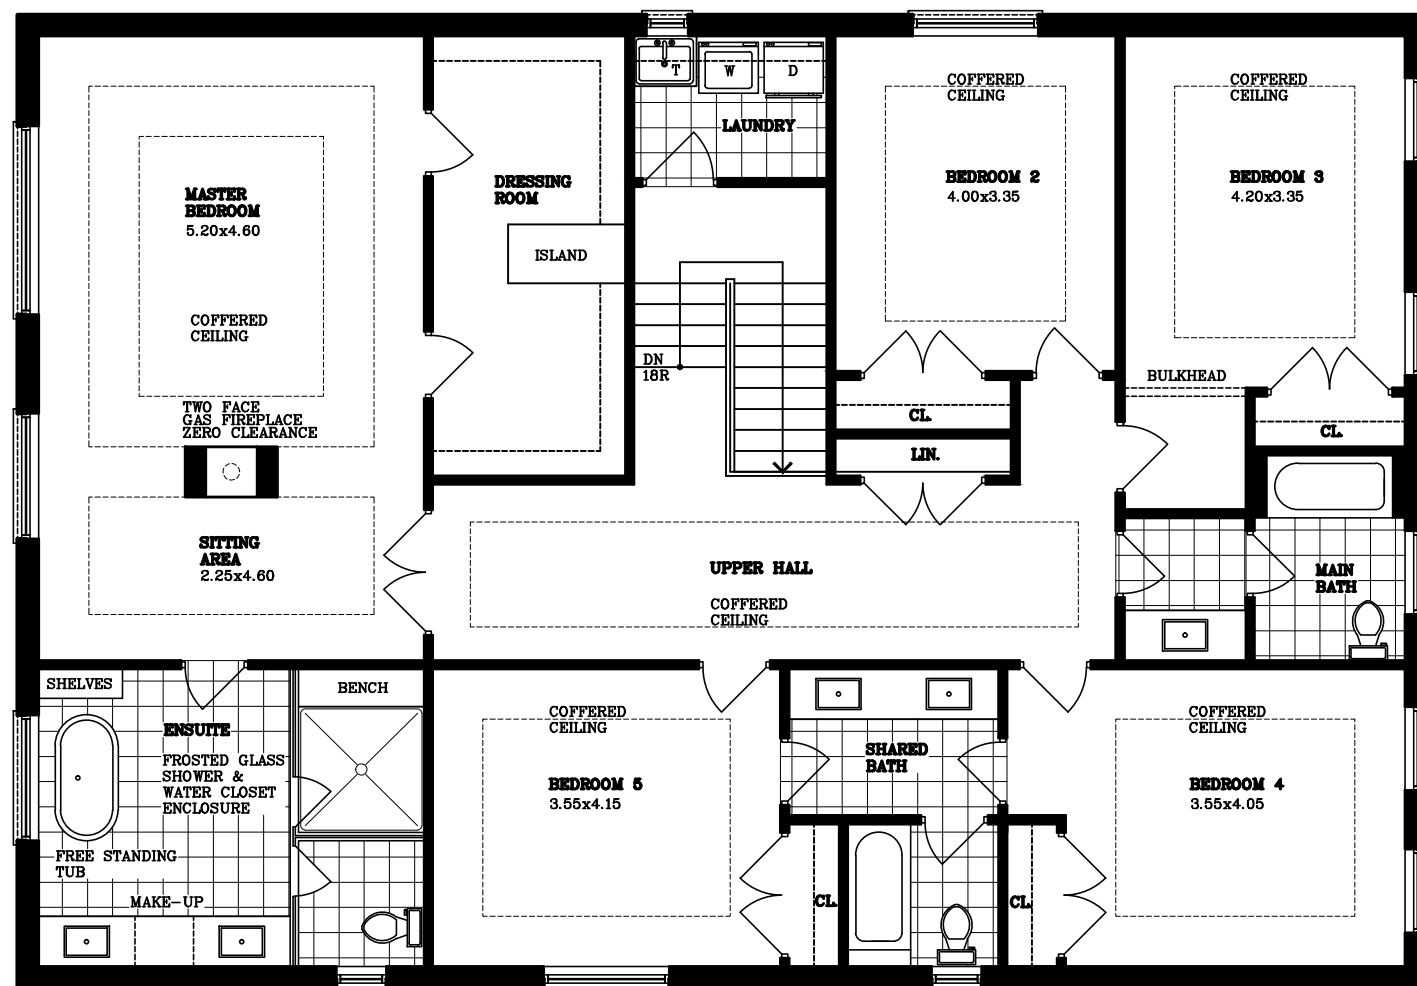 T
W
D
LAUNDRY
COFFERED
CEILING
COFFERED
CEILING
MASTER
BEDROOM
5.20x4.60
DRESSING
ROOM
BEDROOM 2
4.00x3.35
BEDROOM 3
4.20x3.35
ISLAND
COFFERED
CEILING
DN
18R
BULKHEAD
TWO FACE
GAS FIREPLACE
ZERO CLEARANCE
CL.
CL.
LIN.
SITTING
AREA
2.25x4.60
UPPER HALL
COFFERED
CEILING
MAIN
BATH
SHELVES
BENCH
ENSUITE
FROSTED GLASS
SHOWER &
WATER CLOSET
ENCLOSURE
COFFERED
CEILING
COFFERED
CEILING
SHARED
BATH
BEDROOM 5
3.55x4.15
BEDROOM 4
3.55x4.05
FREE STANDING
TUB
MAKE-UP
CL.
CL.